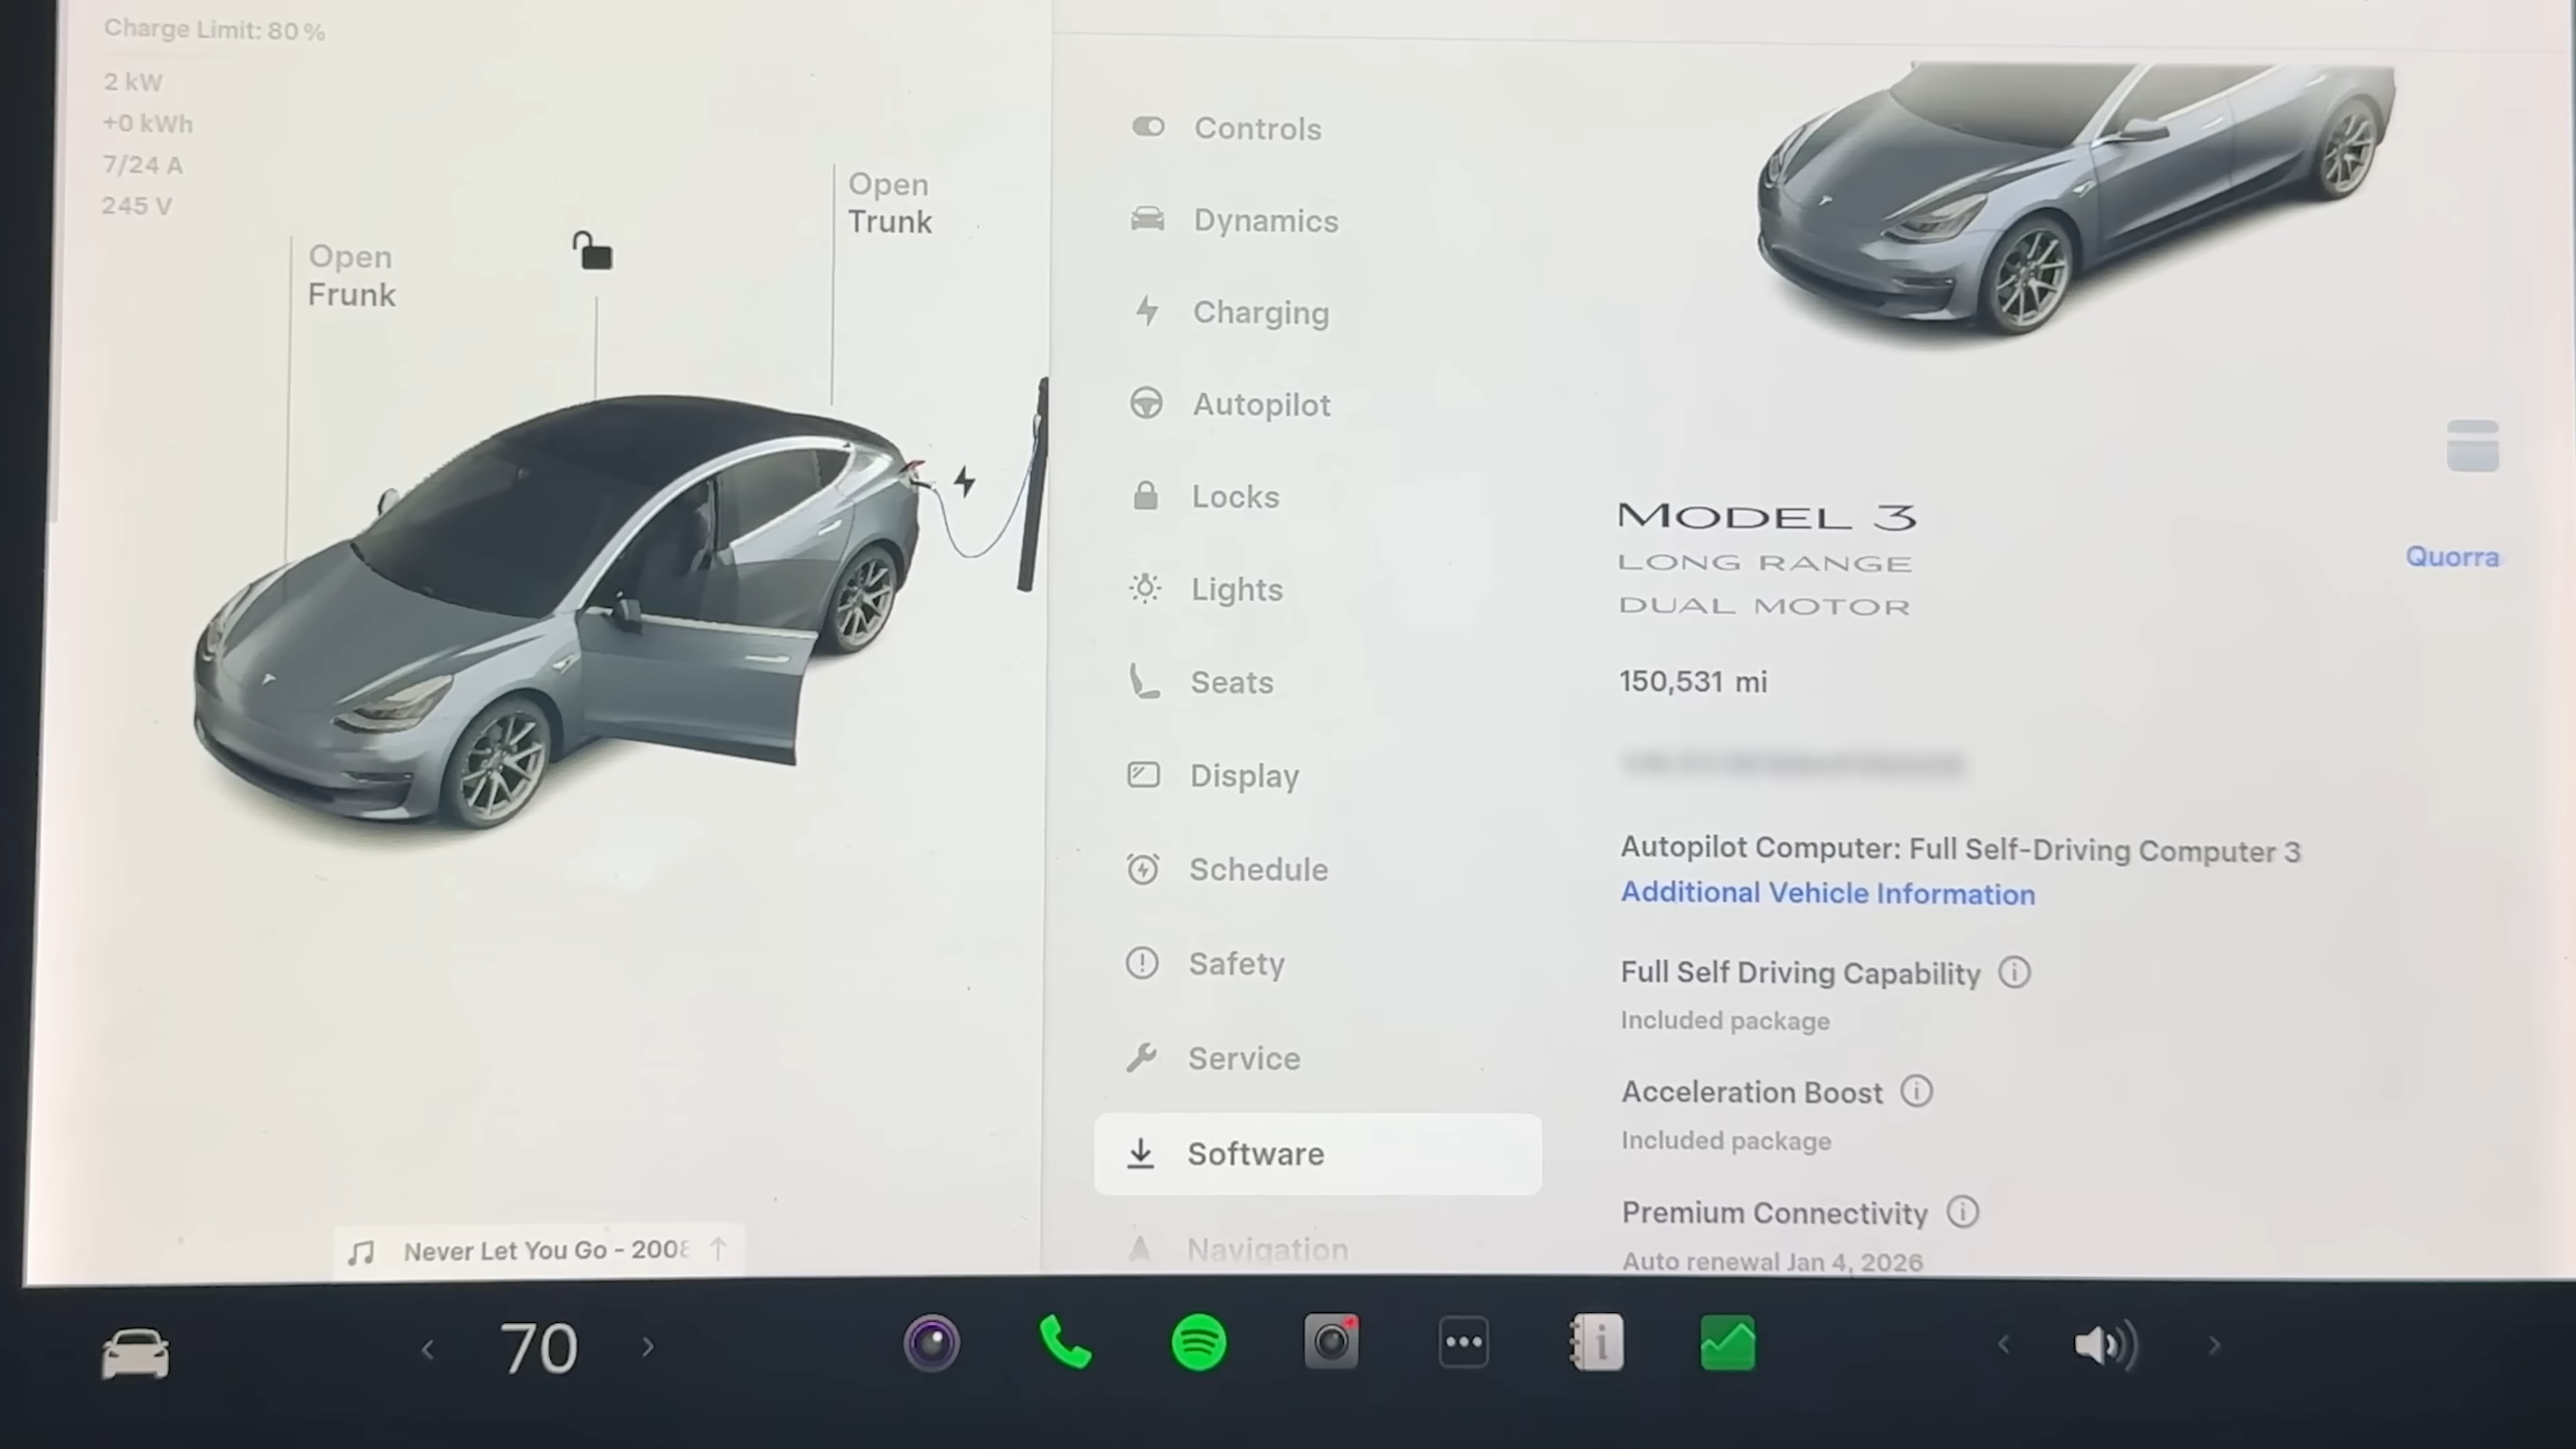 Charge Limit: 80 %
2 kW
+0 kWh
7/24 A
245 V
Open
Frunk
Open
Trunk
Never Let You Go - 2008
Controls
Dynamics
Charging
Autopilot
Locks
Lights
Seats
Display
Schedule
Safety
Service
Software
Navigation
MODEL 3
LONG RANGE
DUAL MOTOR
Quorra
150,531 mi
Autopilot Computer: Full Self-Driving Computer 3
Additional Vehicle Information
Full Self Driving Capability
Included package
Acceleration Boost
Included package
Premium Connectivity
Auto renewal Jan 4, 2026
70